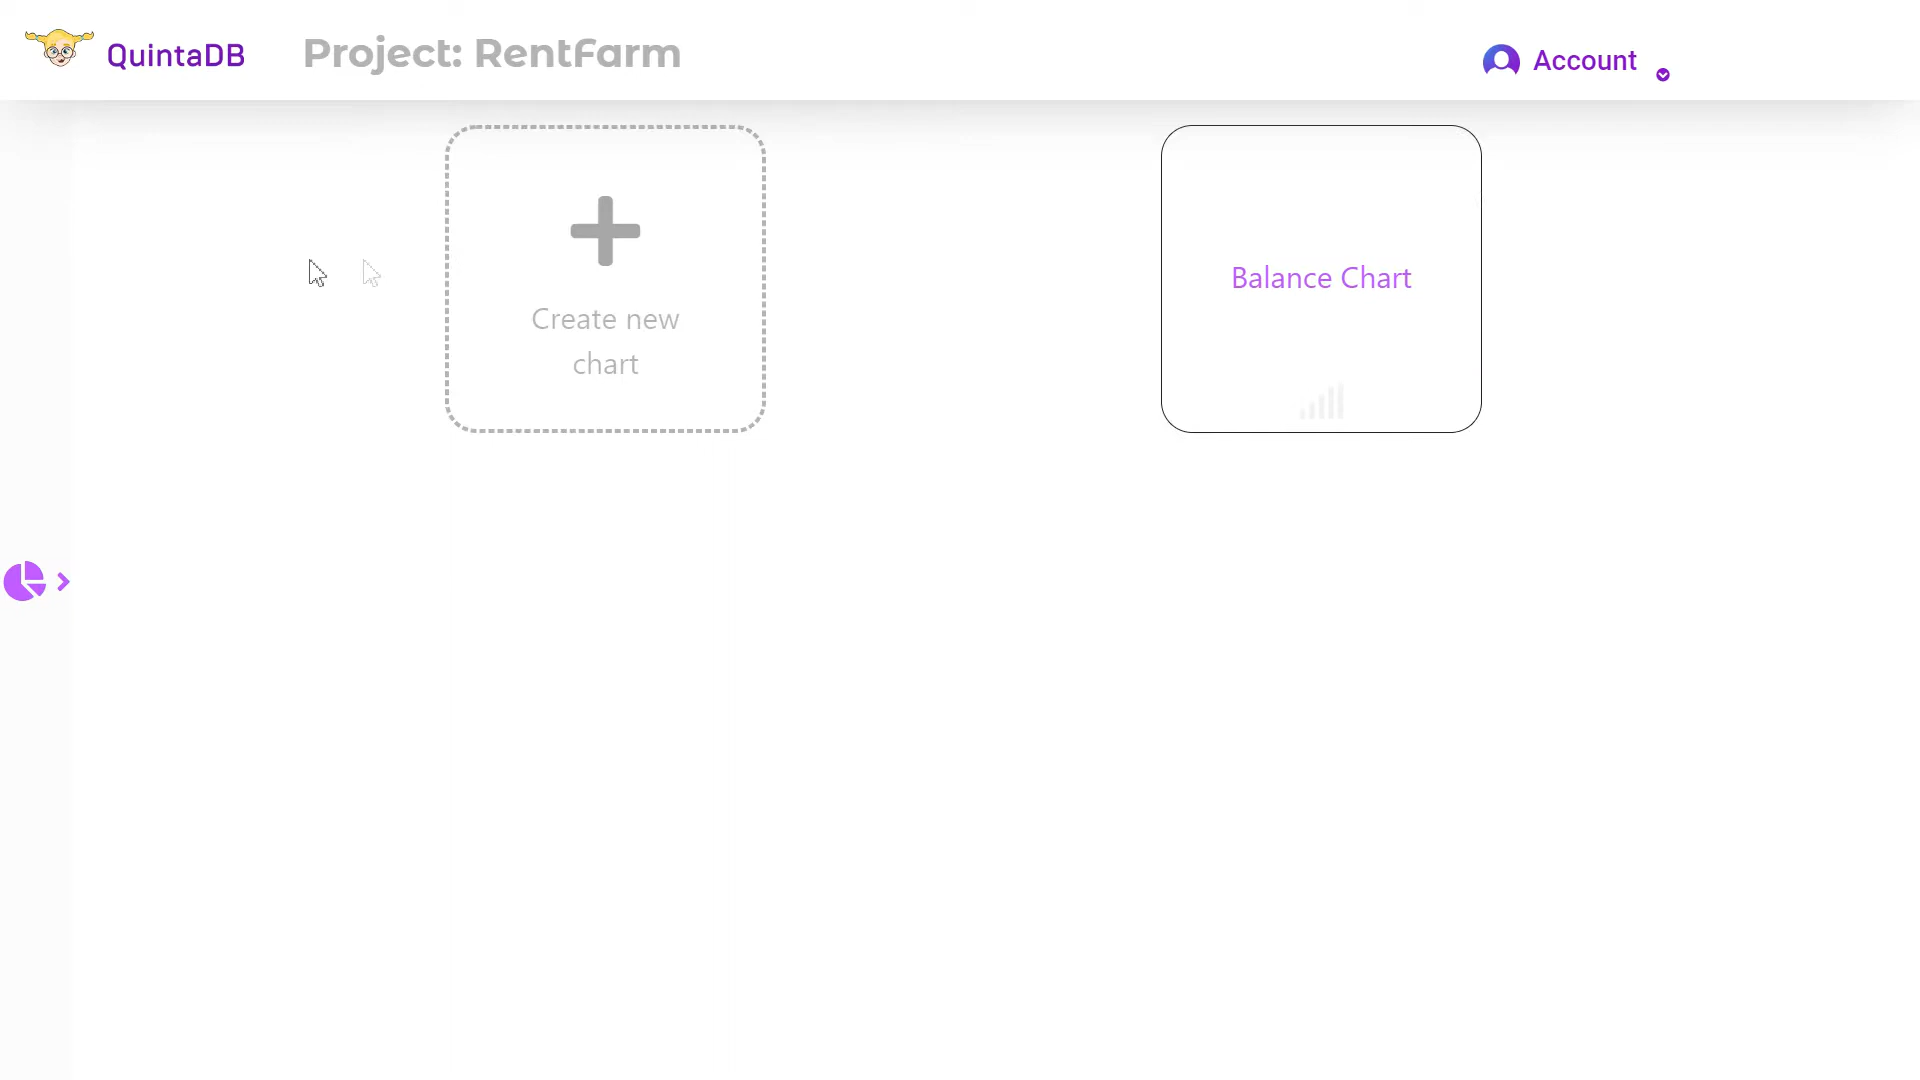 QuintaDB
Project: RentFarm
Account
Create new
chart
Balance Chart